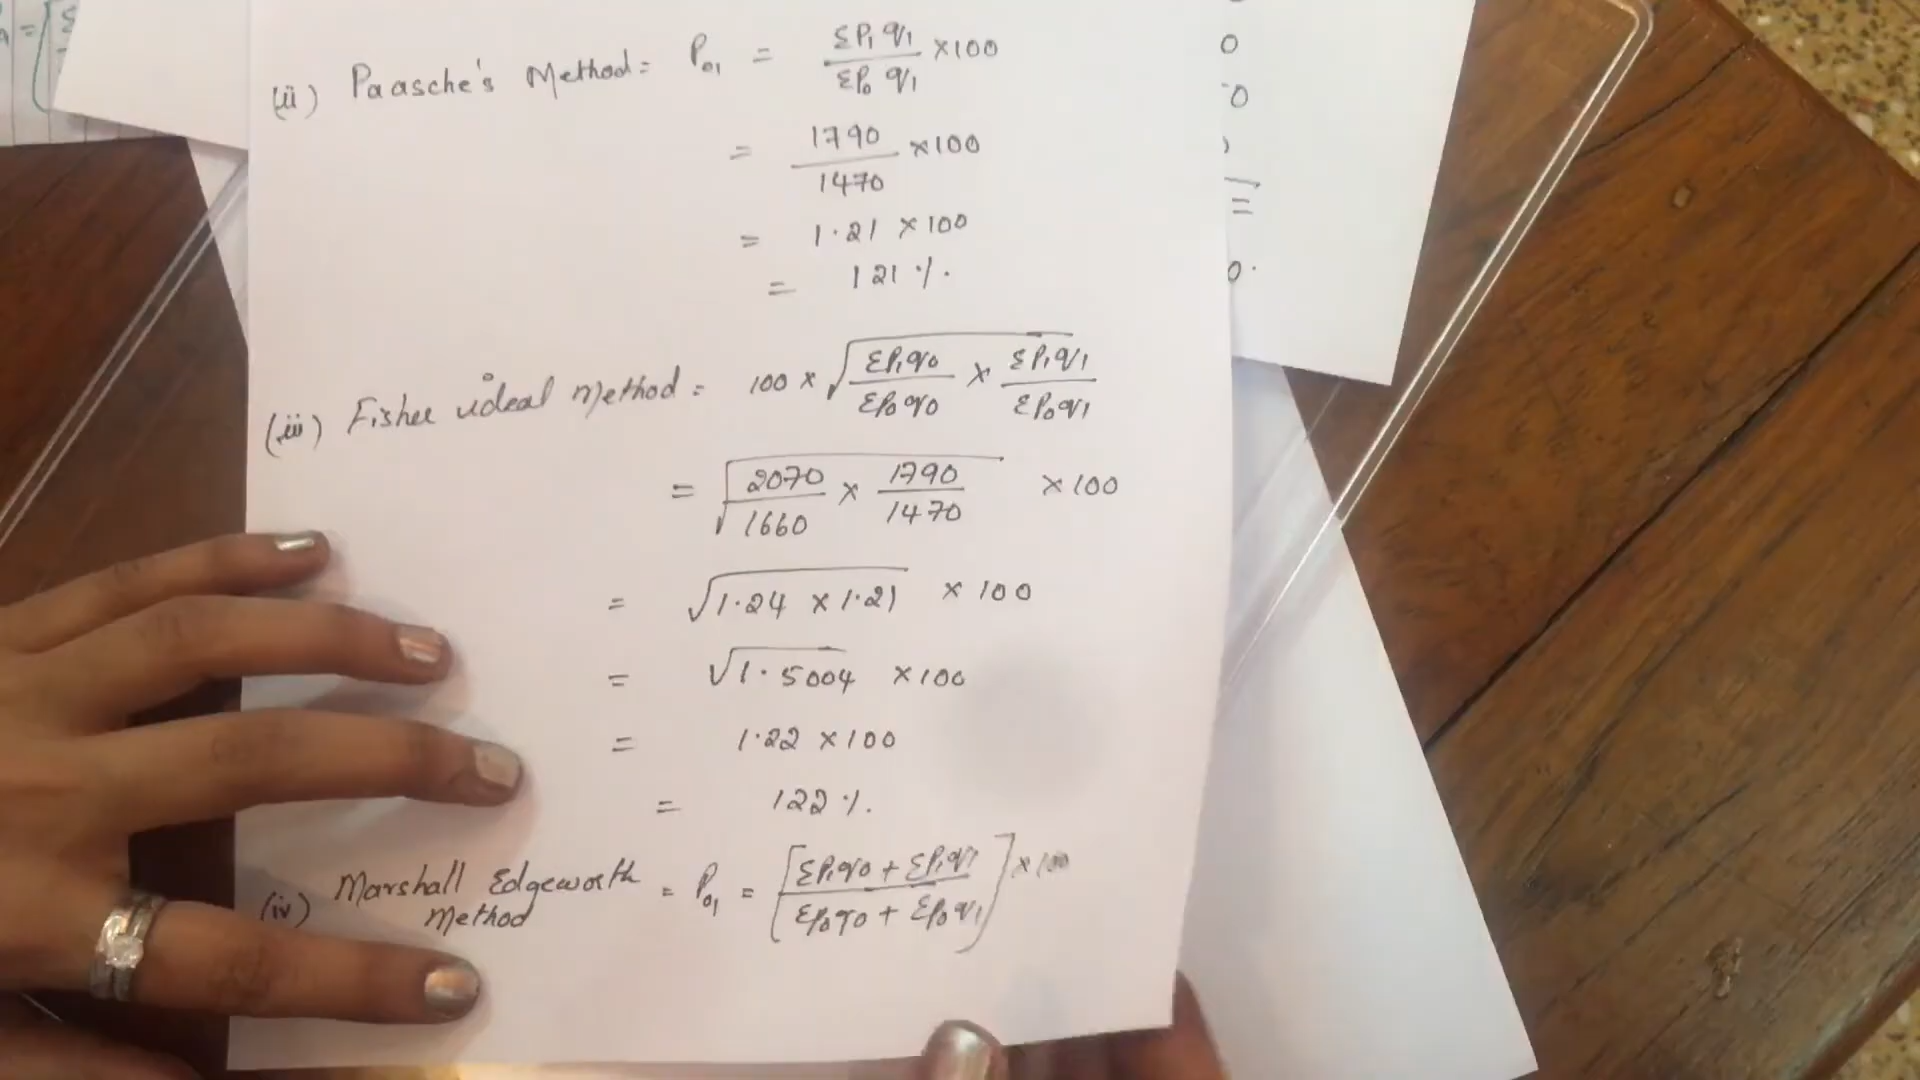 (ii) Paasche's Method = P₀₁ = ΣP₁q₁/ΣP₀q₁ ×100
= 1790/1470 ×100
= 1.21 ×100
= 121 %.
(iii) Fisher ideal Method = 100 × √(ΣP₁q₀/ΣP₀q₀ × ΣP₁q₁/ΣP₀q₁)
= √(2070/1660 × 1790/1470) ×100
= √(1.24 × 1.21) × 100
= √1.5004 ×100
= 1.22 ×100
= 122 %.
(iv) Marshall Edgeworth Method = P₀₁ = [ΣP₁q₀ + ΣP₁q₁/ΣP₀q₀ + ΣP₀q₁] ×100